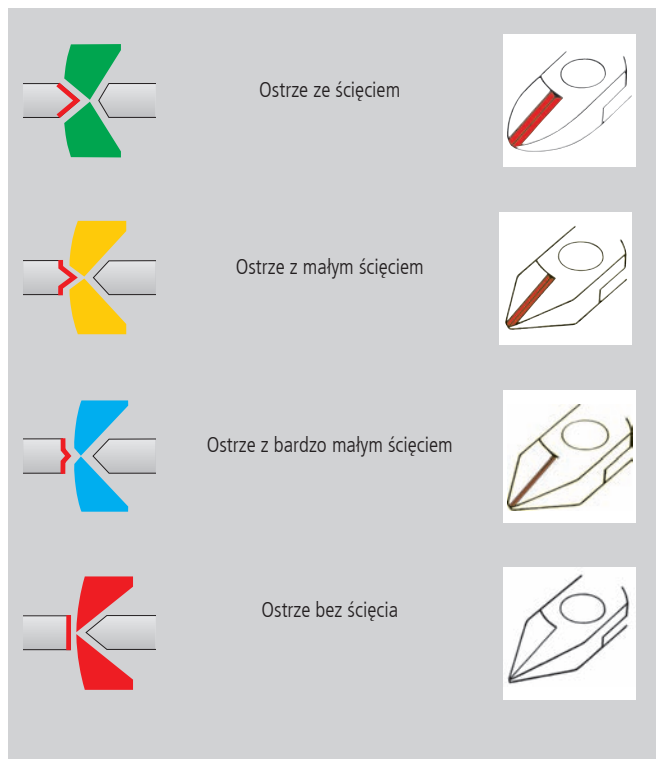 Ostrze ze ścięciem
Ostrze z małym ścięciem
Ostrze z bardzo małym ścięciem
Ostrze bez ścięcia